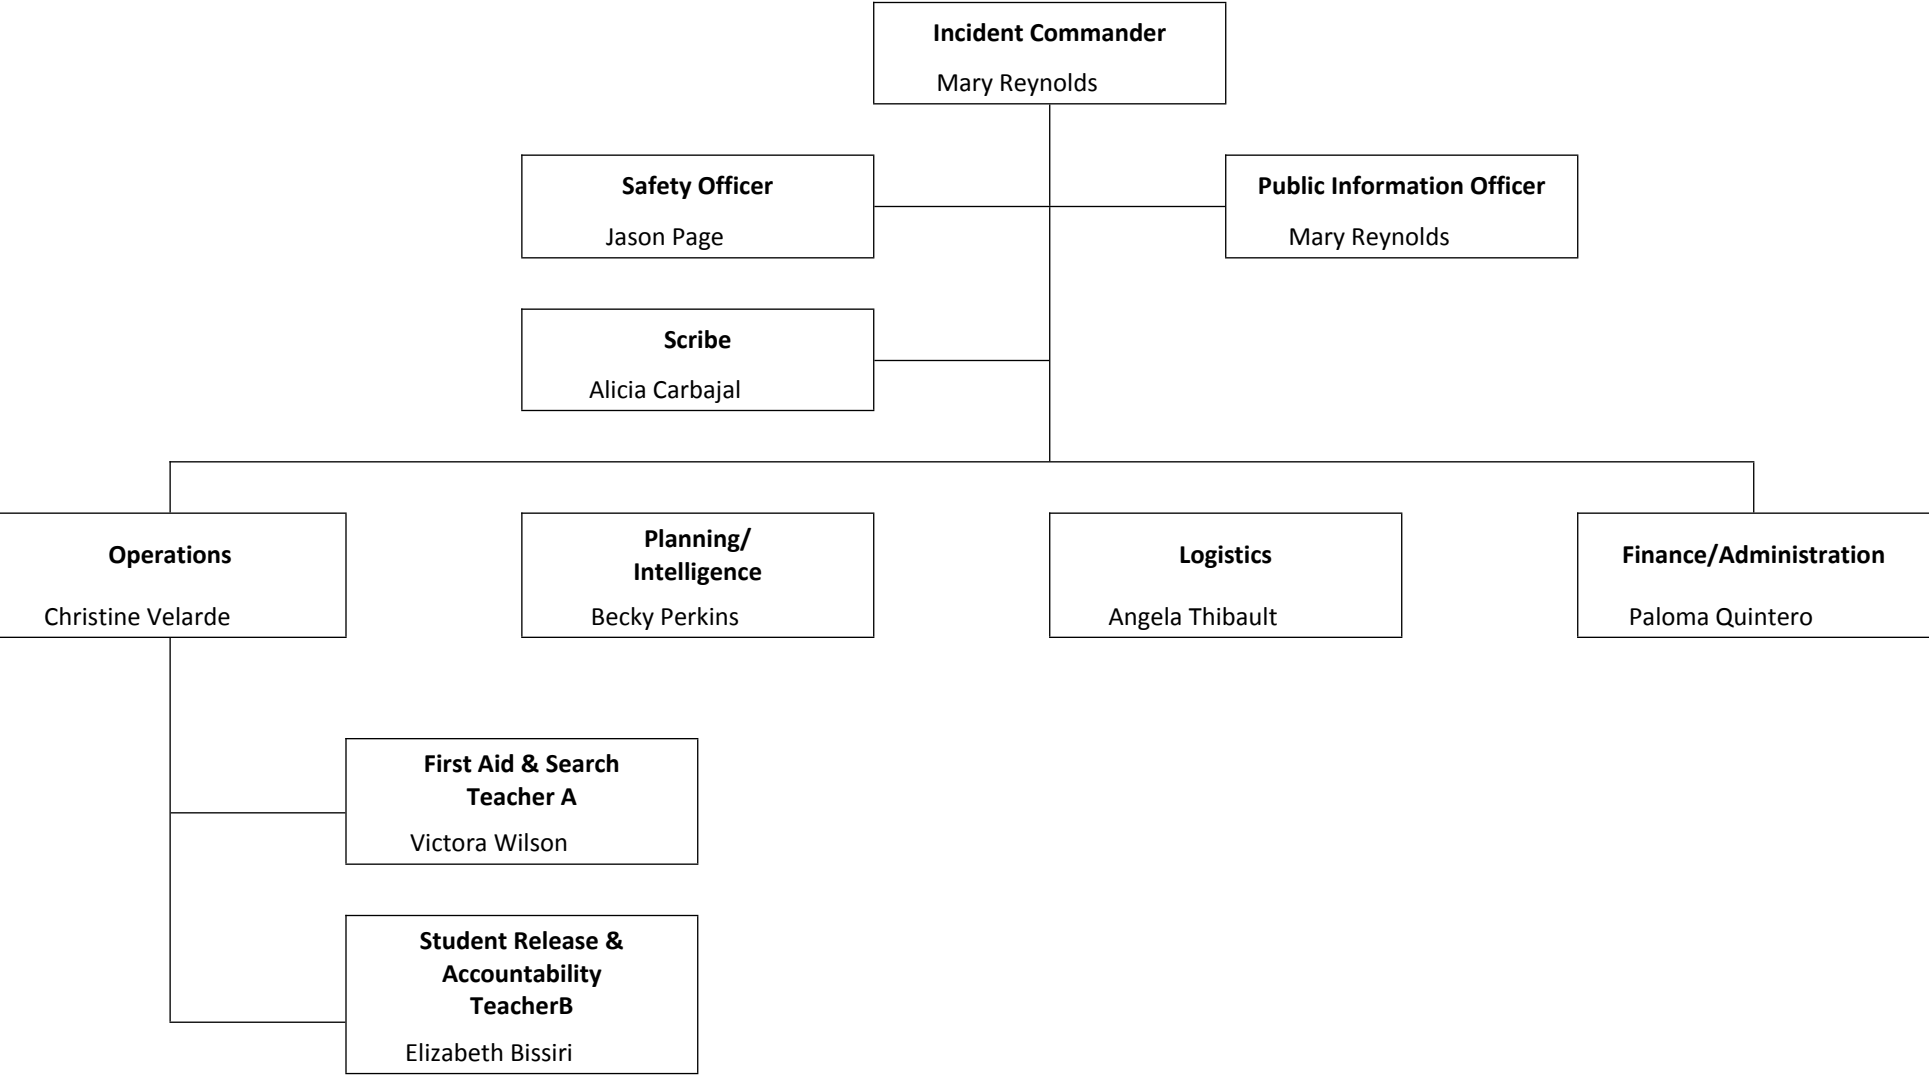 Incident Commander
Mary Reynolds
Safety Officer
Jason Page
Public Information Officer
Mary Reynolds
Scribe
Alicia Carbajal
Operations
Christine Velarde
Planning/
Intelligence
Becky Perkins
Logistics
Angela Thibault
Finance/Administration
Paloma Quintero
First Aid & Search
Teacher A
Victora Wilson
Student Release &
Accountability
TeacherB
Elizabeth Bissiri